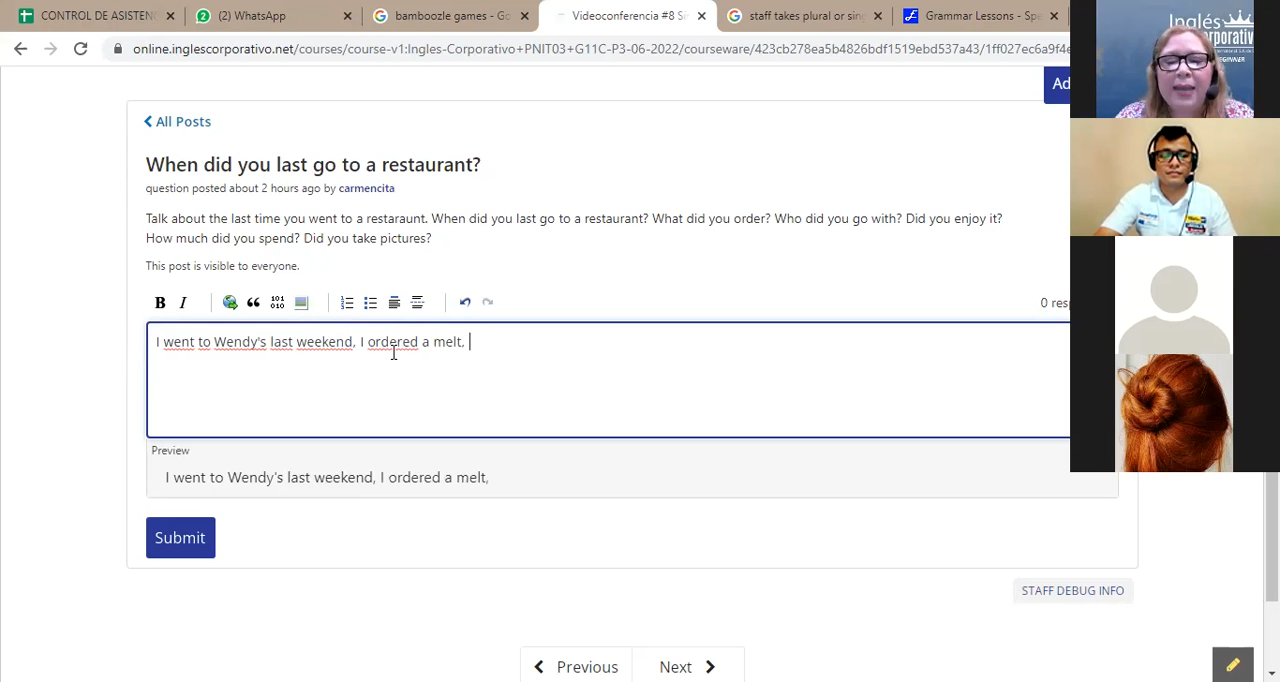 CONTROL DE ASISTEN
(2) WhatsApp
bamboozle games - Go
Videoconferencia #8 Si
staff takes plural or sin
Grammar Lessons - Spe
online.inglescorporativo.net/courses/course-v1:Ingles-Corporativo+PNIT03+G11C-P3-06-2022/courseware/423cb278ea5b4826bdf1519ebd537a43/1ff027ec6a9f4e
Inglés
rporativ
EGINNER
Ad
All Posts
When did you last go to a restaurant?
question posted about 2 hours ago by carmencita
Talk about the last time you went to a restaraunt. When did you last go to a restaurant? What did you order? Who did you go with? Did you enjoy it?
How much did you spend? Did you take pictures?
This post is visible to everyone.
B I
0 resp
I went to Wendy's last weekend, I ordered a melt,
Preview
I went to Wendy's last weekend, I ordered a melt,
Submit
STAFF DEBUG INFO
Previous Next